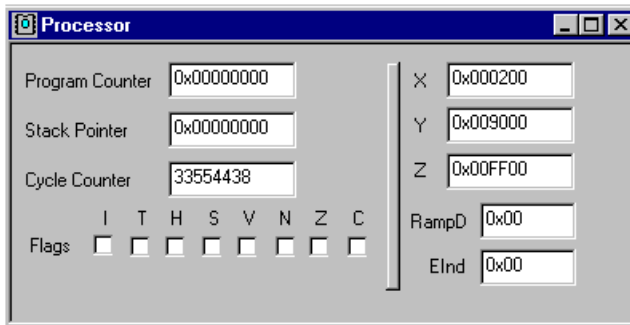 Processor
Program Counter 0x00000000
Stack Pointer 0x00000000
Cycle Counter 33554438
I T H S V N Z C
Flags
X 0x000200
Y 0x009000
Z 0x00FF00
RampD 0x00
EInd 0x00